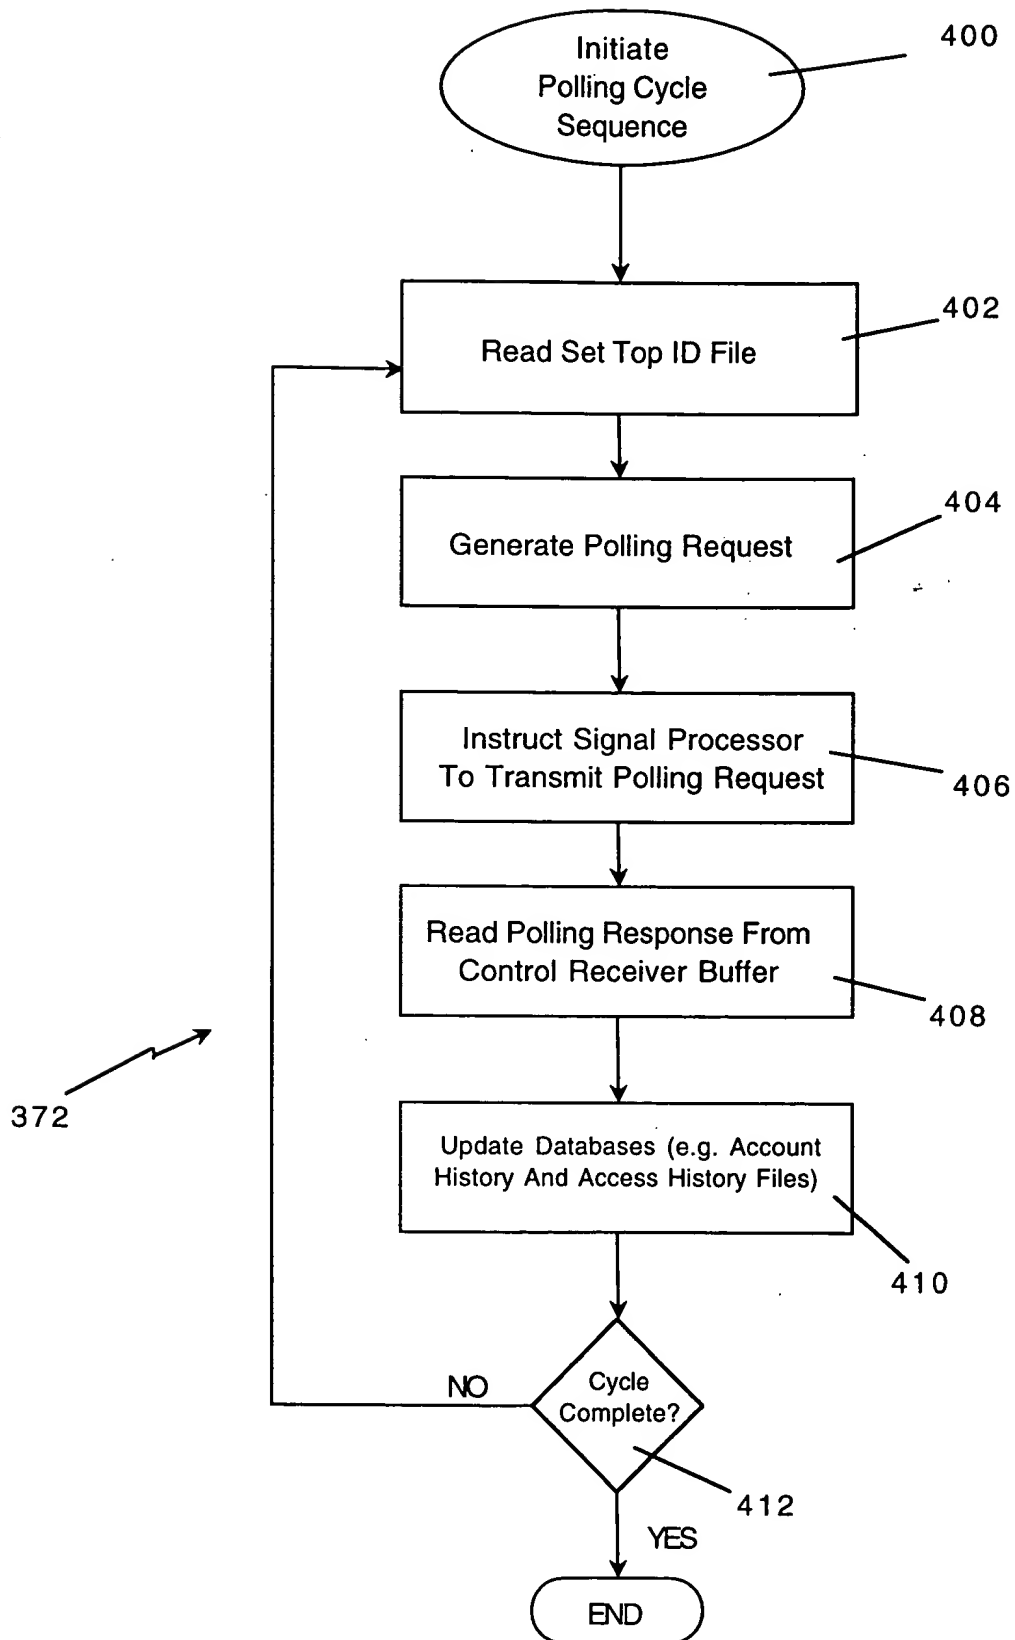 Initiate
Polling Cycle
Sequence
400
Read Set Top ID File
402
Generate Polling Request
404
Instruct Signal Processor
To Transmit Polling Request
406
Read Polling Response From
Control Receiver Buffer
408
372
Update Databases (e.g. Account
History And Access History Files)
410
NO
Cycle
Complete?
412
YES
END